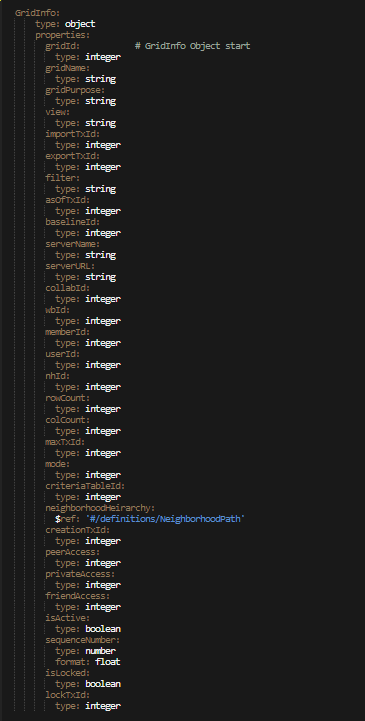 GridInfo:
type: object
properties:
gridId: # GridInfo Object start
type: integer
gridName:
type: string
gridPurpose:
type: string
view:
type: string
importTxId:
type: integer
exportTxId:
type: integer
filter:
type: string
asOfTxId:
type: integer
baselineId:
type: integer
serverName:
type: string
serverURL:
type: string
collabId:
type: integer
wbId:
type: integer
memberId:
type: integer
userId:
type: integer
nhId:
type: integer
rowCount:
type: integer
colCount:
type: integer
maxTxId:
type: integer
mode:
type: integer
criteriaTableId:
type: integer
neighborhoodHeirarchy:
$ref: '#/definitions/NeighborhoodPath'
creationTxId:
type: integer
peerAccess:
type: integer
privateAccess:
type: integer
friendAccess:
type: integer
isActive:
type: boolean
sequenceNumber:
type: number
format: float
isLocked:
type: boolean
lockTxId:
type: integer